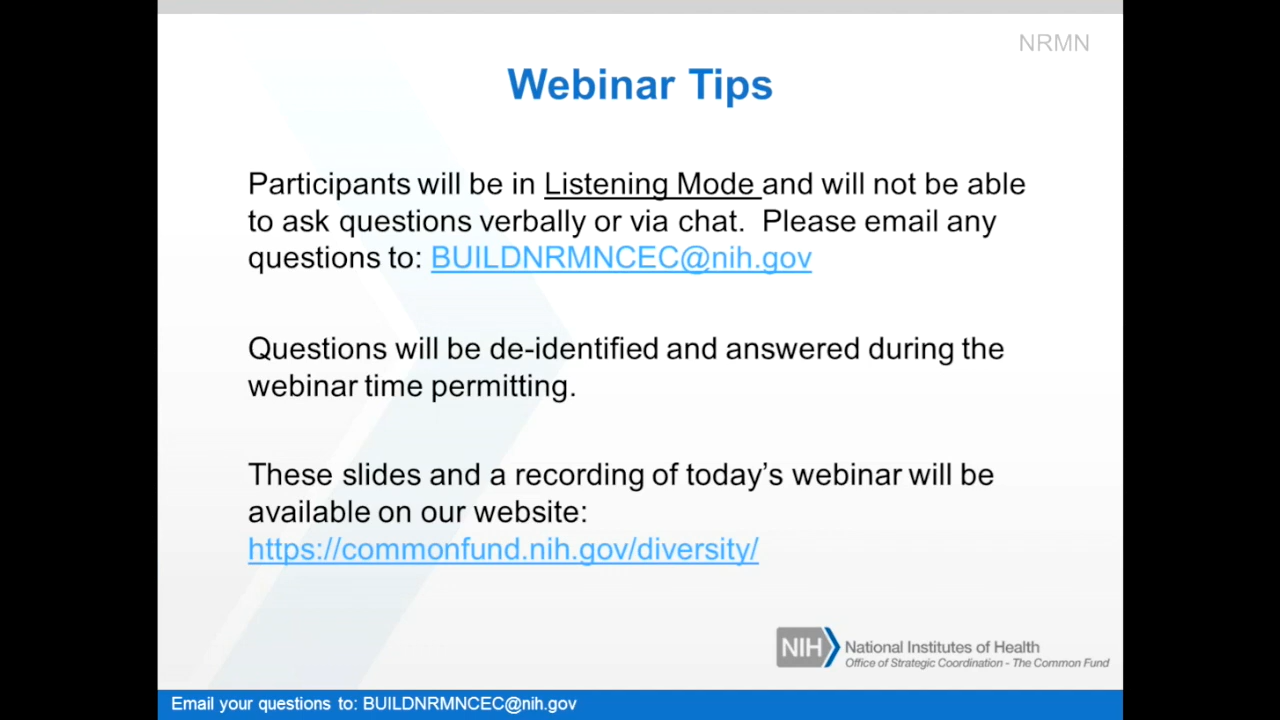 NRMN
Webinar Tips
Participants will be in Listening Mode and will not be able
to ask questions verbally or via chat.  Please email any
questions to: BUILDNRMNCEC@nih.gov
Questions will be de-identified and answered during the
webinar time permitting.
These slides and a recording of today’s webinar will be
available on our website:
https://commonfund.nih.gov/diversity/
NIH
National Institutes of Health
Office of Strategic Coordination - The Common Fund
Email your questions to: BUILDNRMNCEC@nih.gov